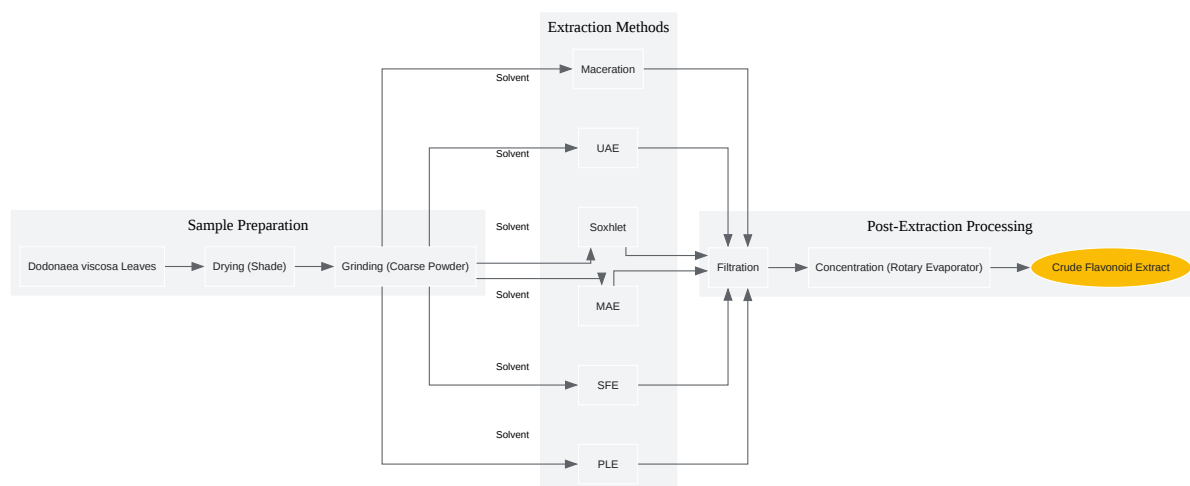 Extraction Methods
Maceration
Solvent
UAE
Solvent
Sample Preparation
Solvent
Soxhlet
Post-Extraction Processing
Dodonaea viscosa Leaves
Drying (Shade)
Grinding (Coarse Powder)
Filtration
Concentration (Rotary Evaporator)
Crude Flavonoid Extract
Solvent
MAE
Solvent
SFE
Solvent
PLE